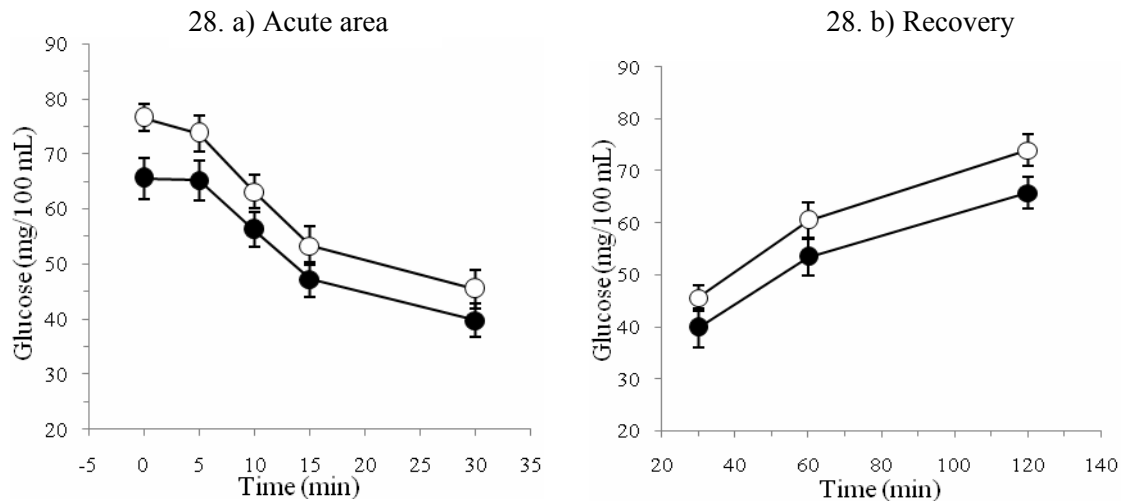 28. a) Acute area
90
80
70
60
50
40
30
20
Glucose (mg/100 mL)
-5 0 5 10 15 20 25 30 35
Time (min)
28. b) Recovery
90
80
70
60
50
40
30
20
Glucose (mg/100 mL)
20 40 60 80 100 120 140
Time (min)